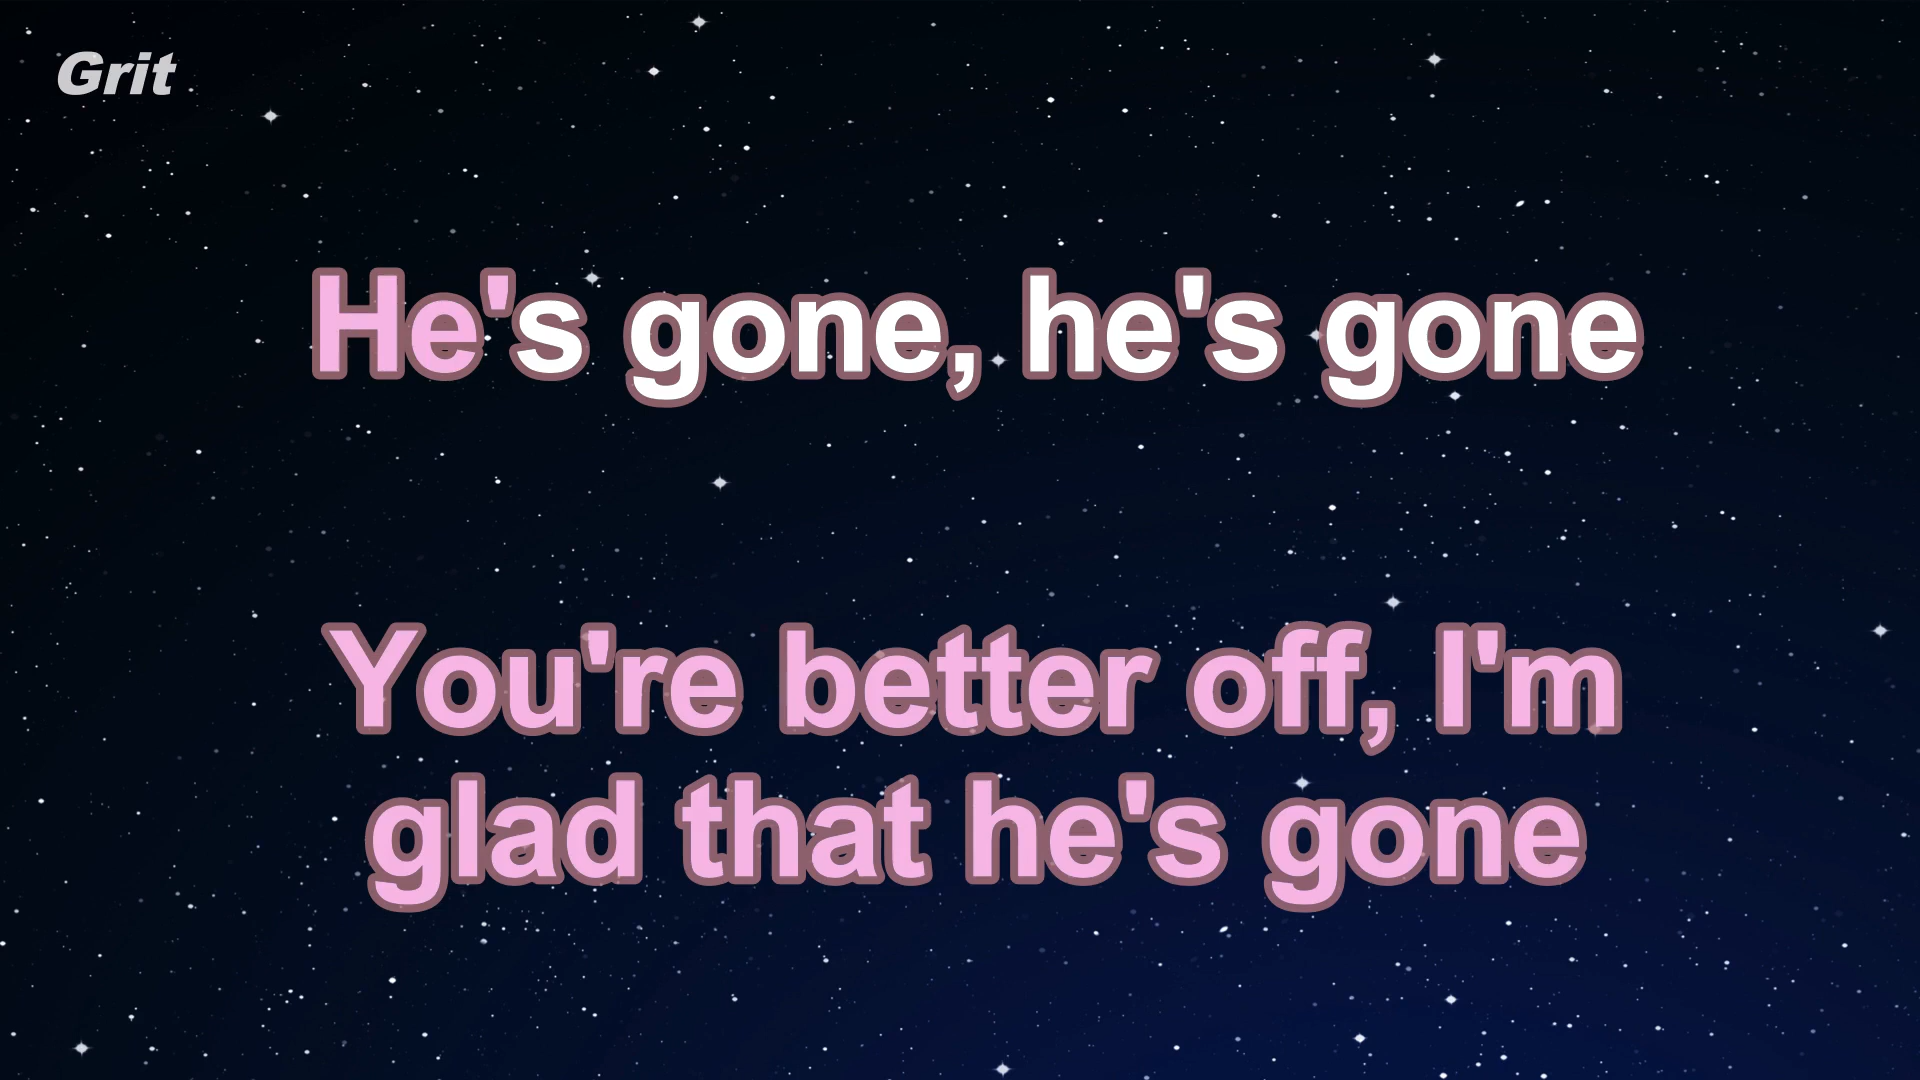 Grit
He's gone, he's gone
You're better off, I'm
glad that he's gone